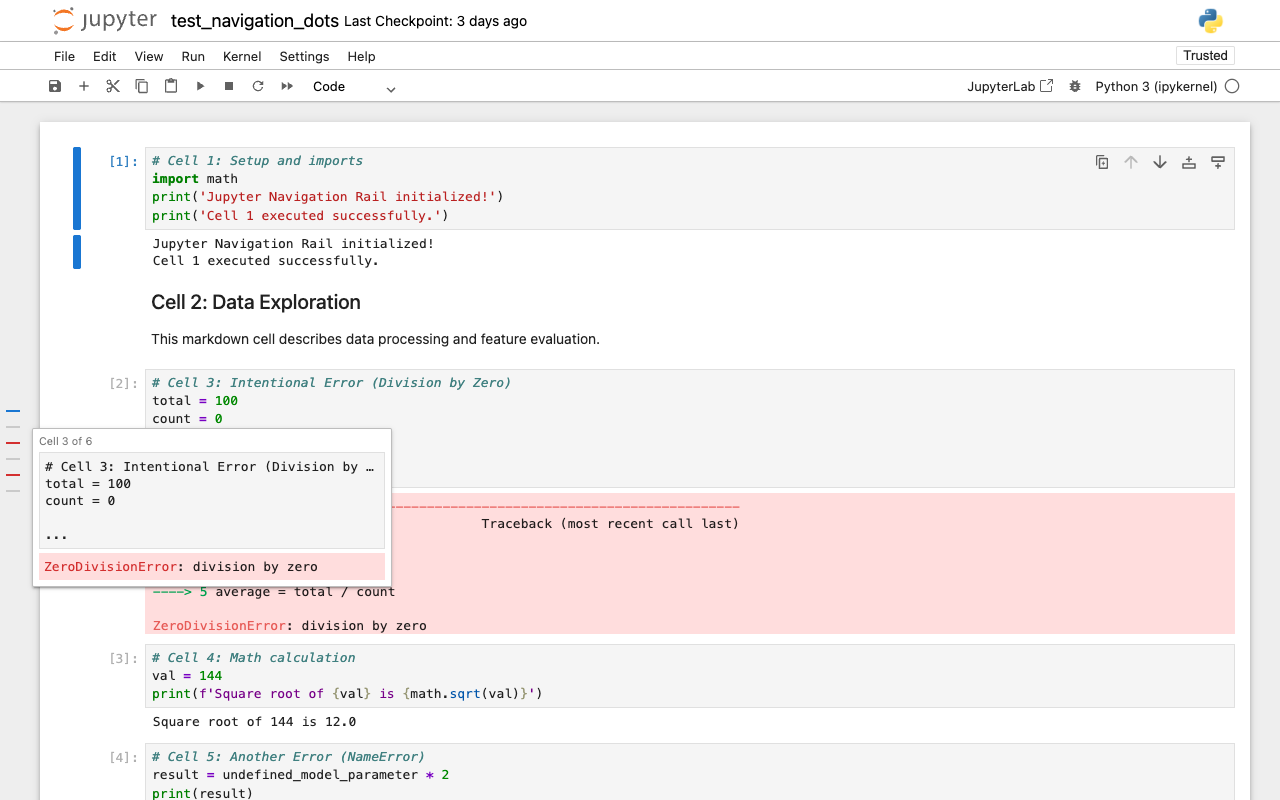 jupyter test_navigation_dots Last Checkpoint: 3 days ago
File Edit View Run Kernel Settings Help Trusted
Code JupyterLab Python 3 (ipykernel)
[1]: # Cell 1: Setup and imports
import math
print('Jupyter Navigation Rail initialized!')
print('Cell 1 executed successfully.')
Jupyter Navigation Rail initialized!
Cell 1 executed successfully.
Cell 2: Data Exploration
This markdown cell describes data processing and feature evaluation.
[2]: # Cell 3: Intentional Error (Division by Zero)
total = 100
count = 0
Cell 3 of 6
# Cell 3: Intentional Error (Division by …
total = 100
count = 0
...
ZeroDivisionError: division by zero
Traceback (most recent call last)
----> 5 average = total / count
ZeroDivisionError: division by zero
[3]: # Cell 4: Math calculation
val = 144
print(f'Square root of {val} is {math.sqrt(val)}')
Square root of 144 is 12.0
[4]: # Cell 5: Another Error (NameError)
result = undefined_model_parameter * 2
print(result)